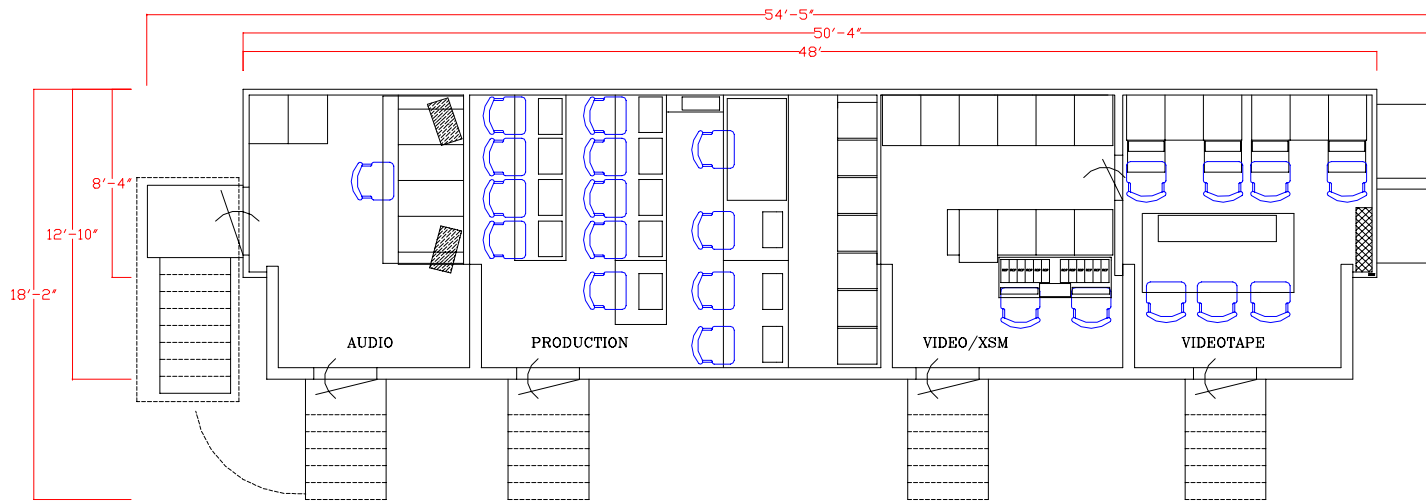 54'-5"
50'-4"
48'
8'-4"
12'-10"
18'-2"
AUDIO
PRODUCTION
VIDEO/XSM
VIDEOTAPE